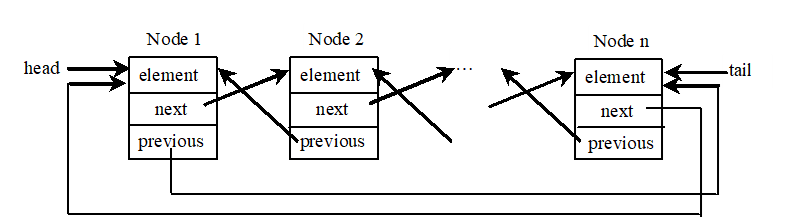 Node 1
Node 2
Node n
head
element
element
...
element
tail
next
next
next
previous
previous
previous